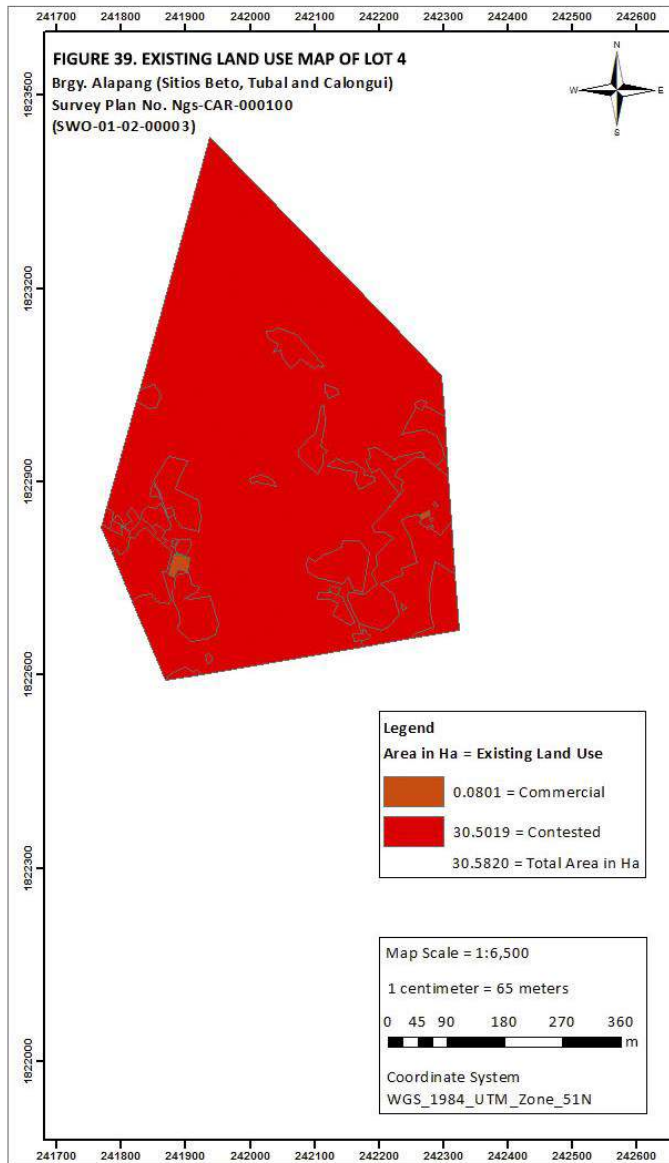 241700 241800 241900 242000 242100 242200 242300 242400 242500 242600
FIGURE 39. EXISTING LAND USE MAP OF LOT 4
Brgy. Alapang (Sitios Beto, Tubal and Calongui)
Survey Plan No. Ngs-CAR-000100
(SWO-01-02-00003)
N
W E
S
1823500
1823200
1822900
1822600
1822300
1822000
Legend
Area in Ha = Existing Land Use
0.0801 = Commercial
30.5019 = Contested
30.5820 = Total Area in Ha
Map Scale = 1:6,500
1 centimeter = 65 meters
0 45 90 180 270 360
m
Coordinate System
WGS_1984_UTM_Zone_51N
241700 241800 241900 242000 242100 242200 242300 242400 242500 242600